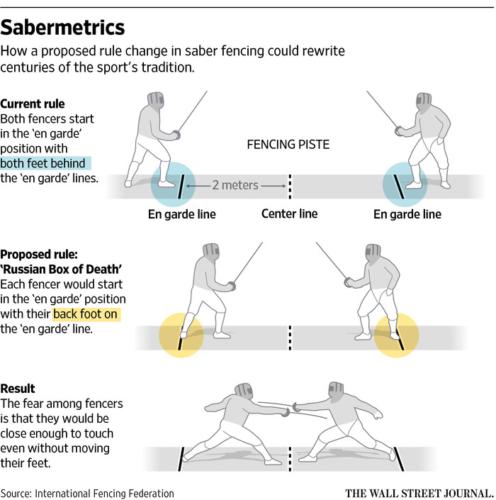 Sabermetrics
How a proposed rule change in saber fencing could rewrite
centuries of the sport's tradition.
Current rule
Both fencers start
in the 'en garde'
position with
both feet behind
the 'en garde' lines.
FENCING PISTE
2 meters
En garde line
Center line
En garde line
Proposed rule:
'Russian Box of Death'
Each fencer would start
in the 'en garde' position
with their back foot on
the 'en garde' line.
Result
The fear among fencers
is that they would be
close enough to touch
even without moving
their feet.
Source: International Fencing Federation
THE WALL STREET JOURNAL.